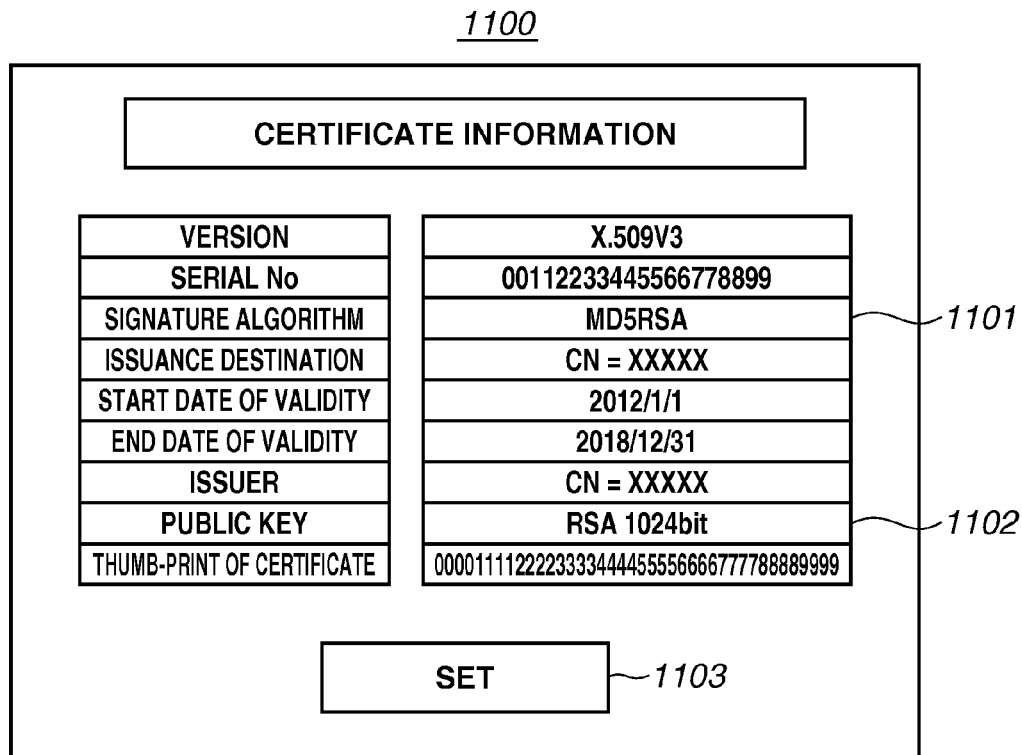 1100
CERTIFICATE INFORMATION
VERSION X.509V3
SERIAL No 00112233445566778899
SIGNATURE ALGORITHM MD5RSA 1101
ISSUANCE DESTINATION CN = XXXXX
START DATE OF VALIDITY 2012/1/1
END DATE OF VALIDITY 2018/12/31
ISSUER CN = XXXXX
PUBLIC KEY RSA 1024bit 1102
THUMB-PRINT OF CERTIFICATE 0000111122223333444455556666777788889999
SET 1103